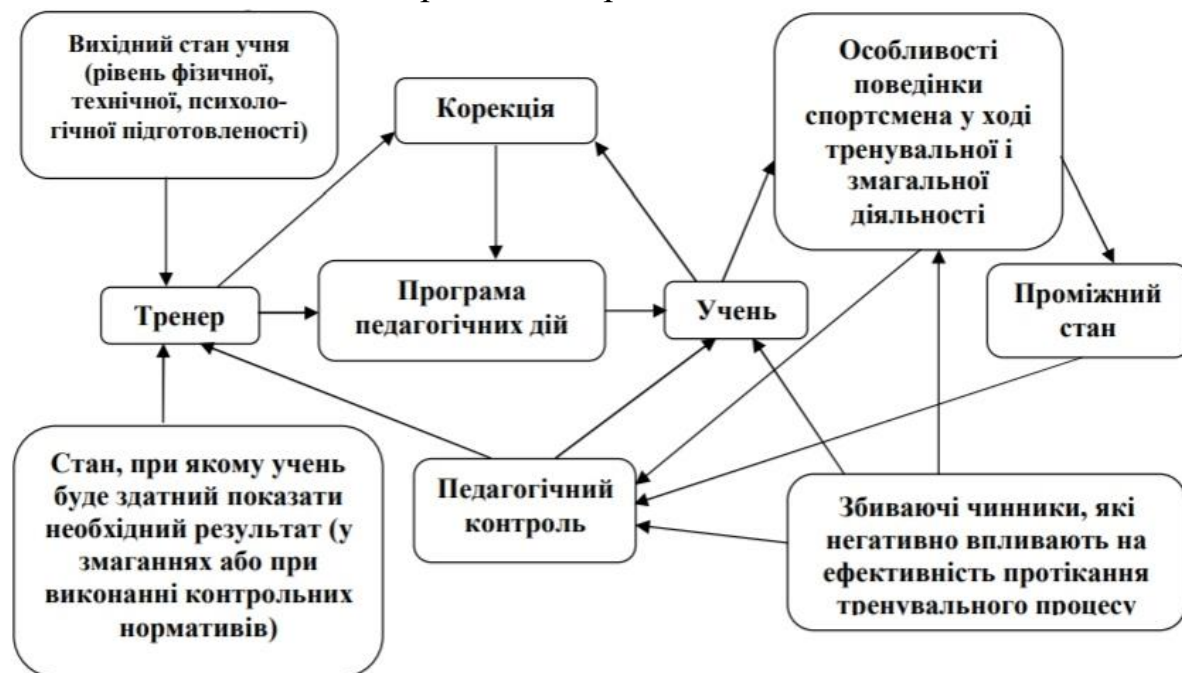 Вихідний стан учня
(рівень фізичної,
технічної, психоло-
гічної підготовленості)
Корекція
Особливості
поведінки
спортсмена у ході
тренувальної і
змагальної
діяльності
Тренер
Програма
педагогічних дій
Учень
Проміжний
стан
Стан, при якому учень
буде здатний показати
необхідний результат (у
змаганнях або при
виконанні контрольних
нормативів)
Педагогічний
контроль
Збиваючі чинники, які
негативно впливають на
ефективність протікання
тренувального процесу